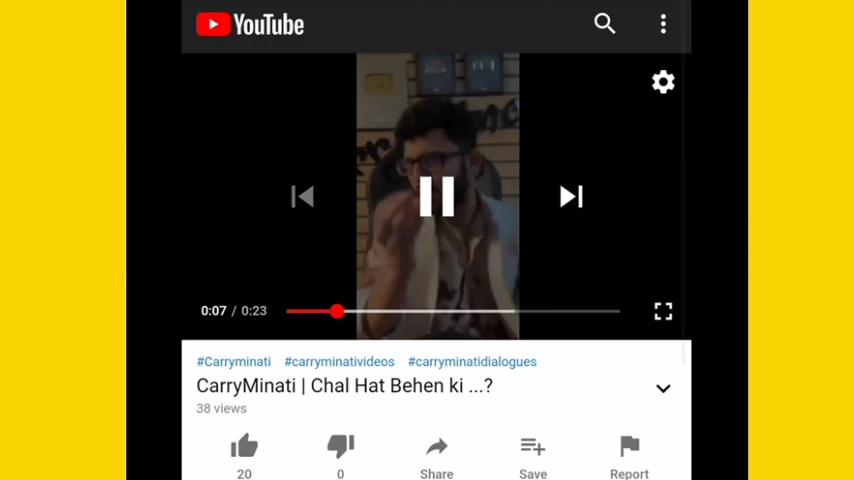 YouTube
0:07 / 0:23
#Carryminati #carryminativideos #carryminatidialogues
CarryMinati | Chal Hat Behen ki ...?
38 views
20 0 Share Save Report